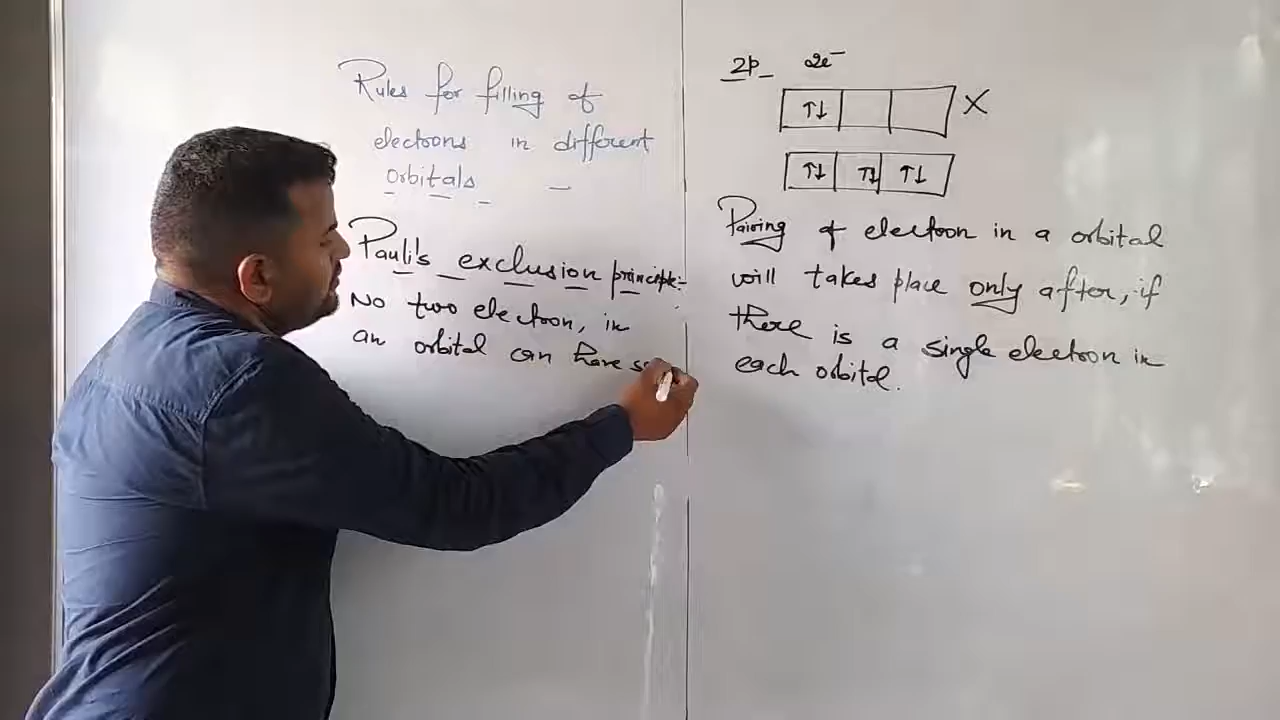 Rules for filling of
electrons in different
orbitals
Pauli's exclusion principle:-
No two electron, in
an orbital can have
2p 2e⁻
↑↓
X
↑↓ ↑↓ ↑↓
Pairing of electron in a orbital
will takes place only after, if
there is a single electron in
each orbital.